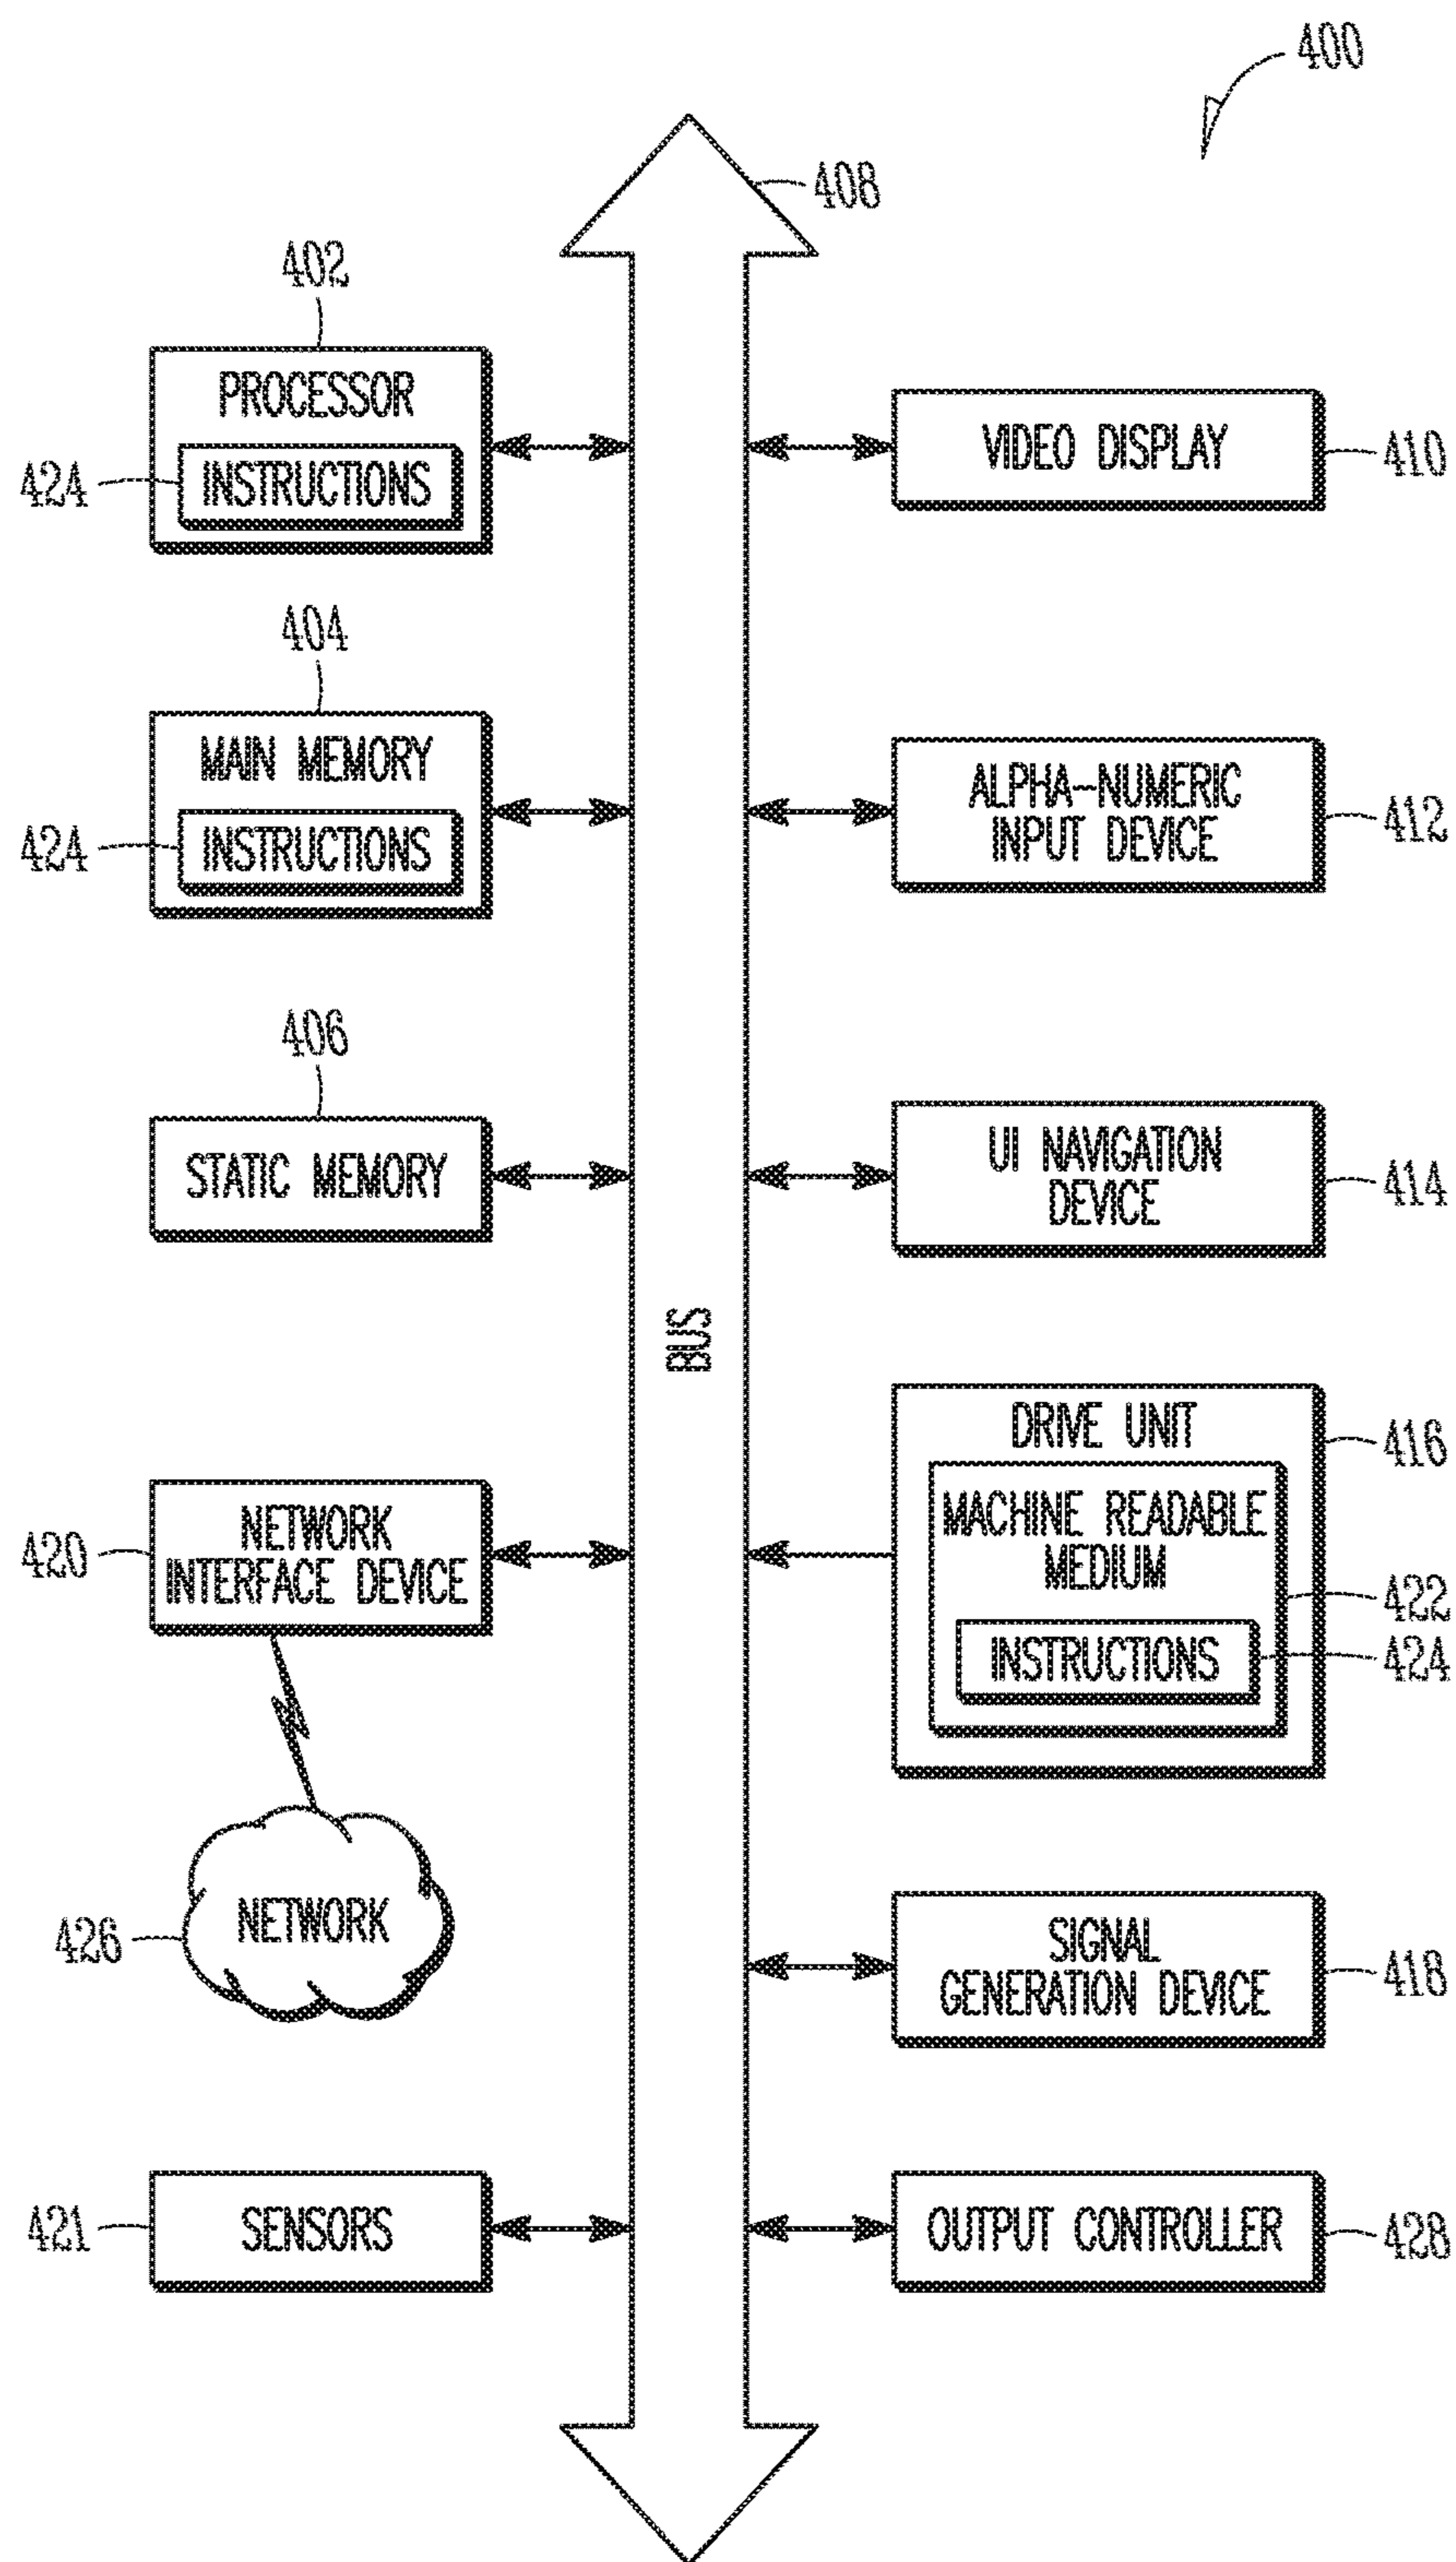 400
408
402
PROCESSOR
424
INSTRUCTIONS
VIDEO DISPLAY
410
404
MAIN MEMORY
424
INSTRUCTIONS
ALPHA-NUMERIC
INPUT DEVICE
412
406
STATIC MEMORY
UI NAVIGATION
DEVICE
414
BUS
DRIVE UNIT
416
MACHINE READABLE
MEDIUM
422
INSTRUCTIONS
424
420
NETWORK
INTERFACE DEVICE
426
NETWORK
SIGNAL
GENERATION DEVICE
418
421
SENSORS
OUTPUT CONTROLLER
428